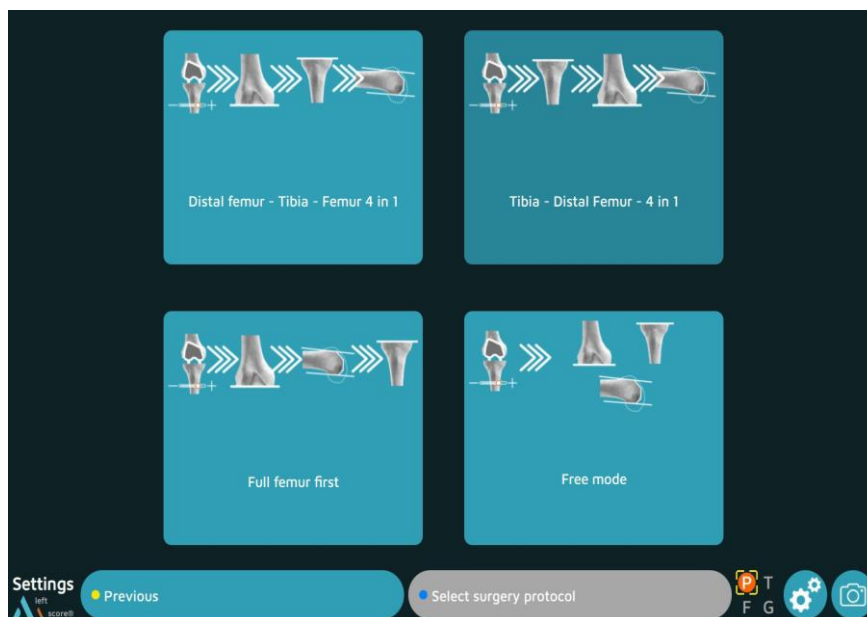 Distal femur - Tibia - Femur 4 in 1
Tibia - Distal Femur - 4 in 1
Full femur first
Free mode
Settings
left
score®
Previous
Select surgery protocol
P T
F G